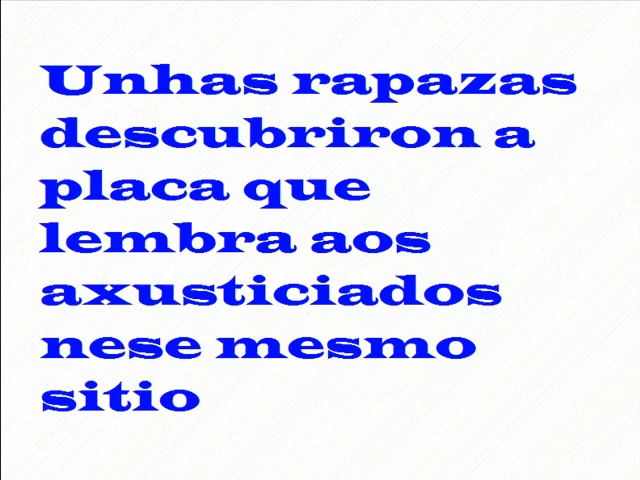 Unhas rapazas
descubriron a
placa que
lembra aos
axusticiados
nese mesmo
sitio